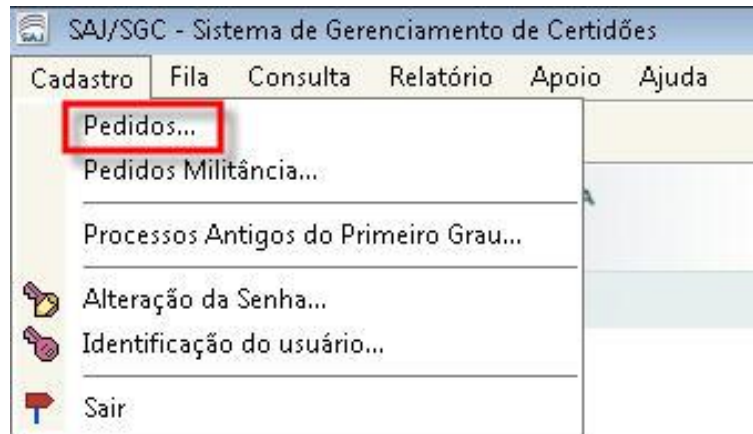 SAJ SAJ/SGC - Sistema de Gerenciamento de Certidões
Cadastro Fila Consulta Relatório Apoio Ajuda
Pedidos...
Pedidos Militância...
Processos Antigos do Primeiro Grau...
Alteração da Senha...
Identificação do usuário...
Sair